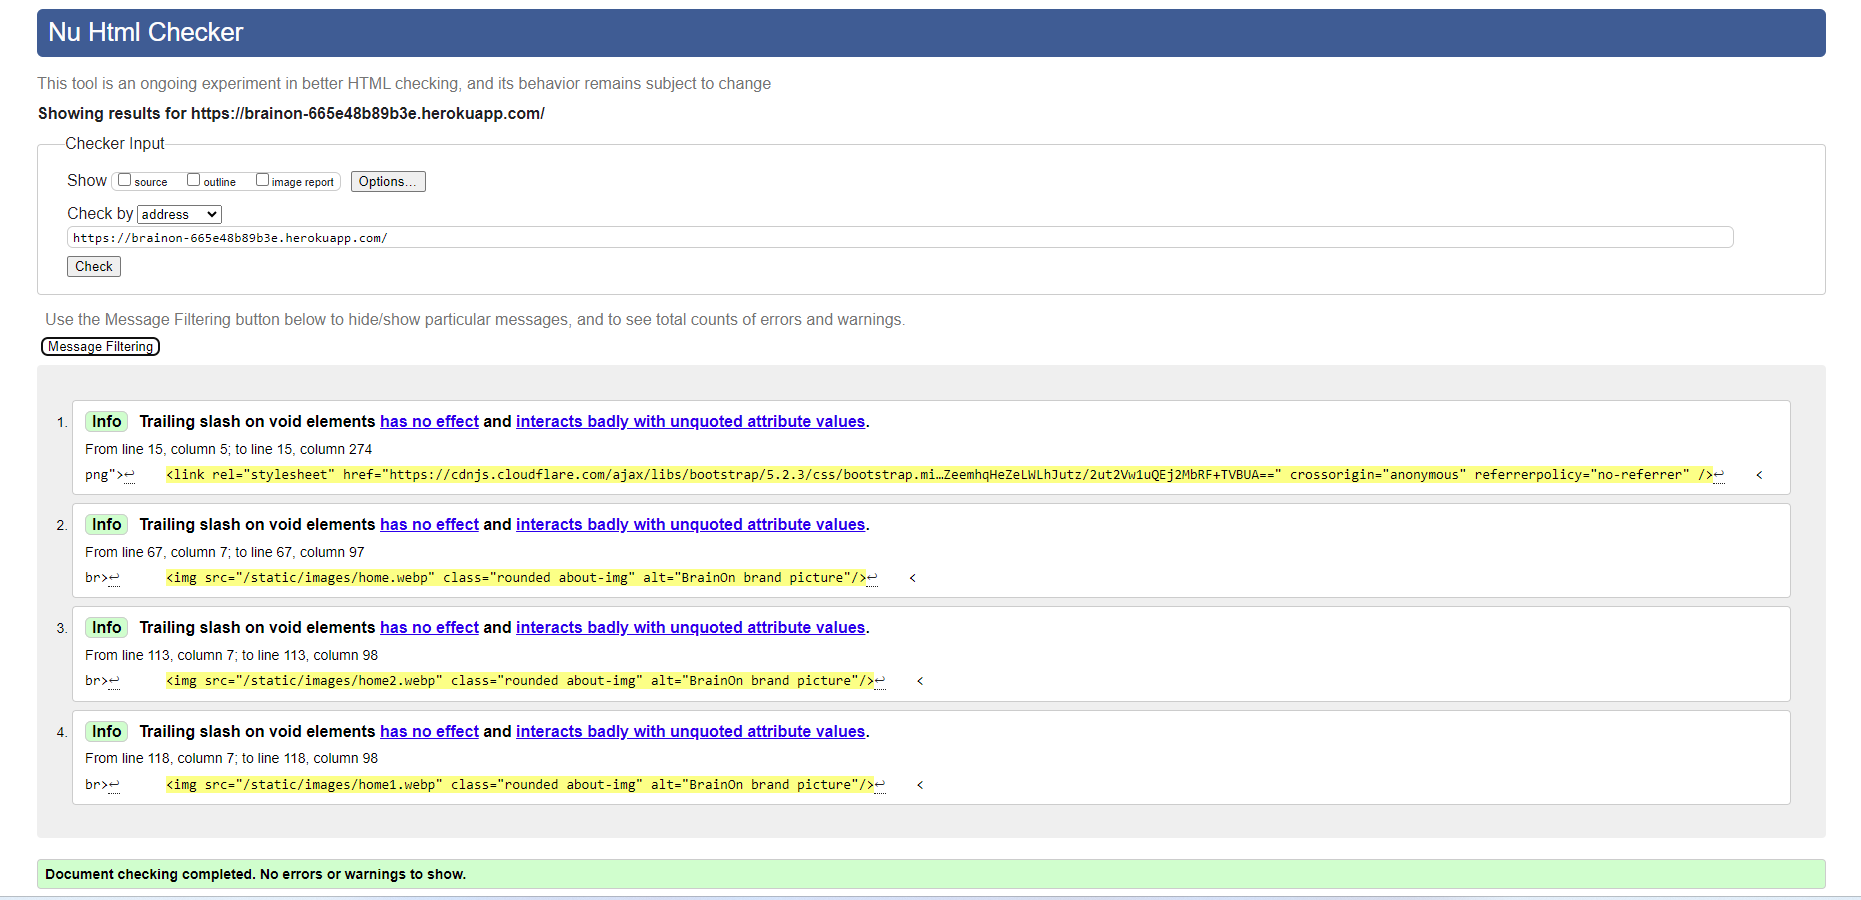 Nu Html Checker
This tool is an ongoing experiment in better HTML checking, and its behavior remains subject to change
Showing results for https://brainon-665e48b89b3e.herokuapp.com/
Checker Input
Show source outline image report Options...
Check by address
https://brainon-665e48b89b3e.herokuapp.com/
Check
Use the Message Filtering button below to hide/show particular messages, and to see total counts of errors and warnings.
Message Filtering
1. Info Trailing slash on void elements has no effect and interacts badly with unquoted attribute values.
From line 15, column 5; to line 15, column 274
png">↩ <link rel="stylesheet" href="https://cdnjs.cloudflare.com/ajax/libs/bootstrap/5.2.3/css/bootstrap.mi…ZeemhqHeZeLWLhJutz/2ut2Vw1uQEj2MbRF+TVBUA==" crossorigin="anonymous" referrerpolicy="no-referrer" />↩ <
2. Info Trailing slash on void elements has no effect and interacts badly with unquoted attribute values.
From line 67, column 7; to line 67, column 97
br>↩ <img src="/static/images/home.webp" class="rounded about-img" alt="BrainOn brand picture"/>↩ <
3. Info Trailing slash on void elements has no effect and interacts badly with unquoted attribute values.
From line 113, column 7; to line 113, column 98
br>↩ <img src="/static/images/home2.webp" class="rounded about-img" alt="BrainOn brand picture"/>↩ <
4. Info Trailing slash on void elements has no effect and interacts badly with unquoted attribute values.
From line 118, column 7; to line 118, column 98
br>↩ <img src="/static/images/home1.webp" class="rounded about-img" alt="BrainOn brand picture"/>↩ <
Document checking completed. No errors or warnings to show.